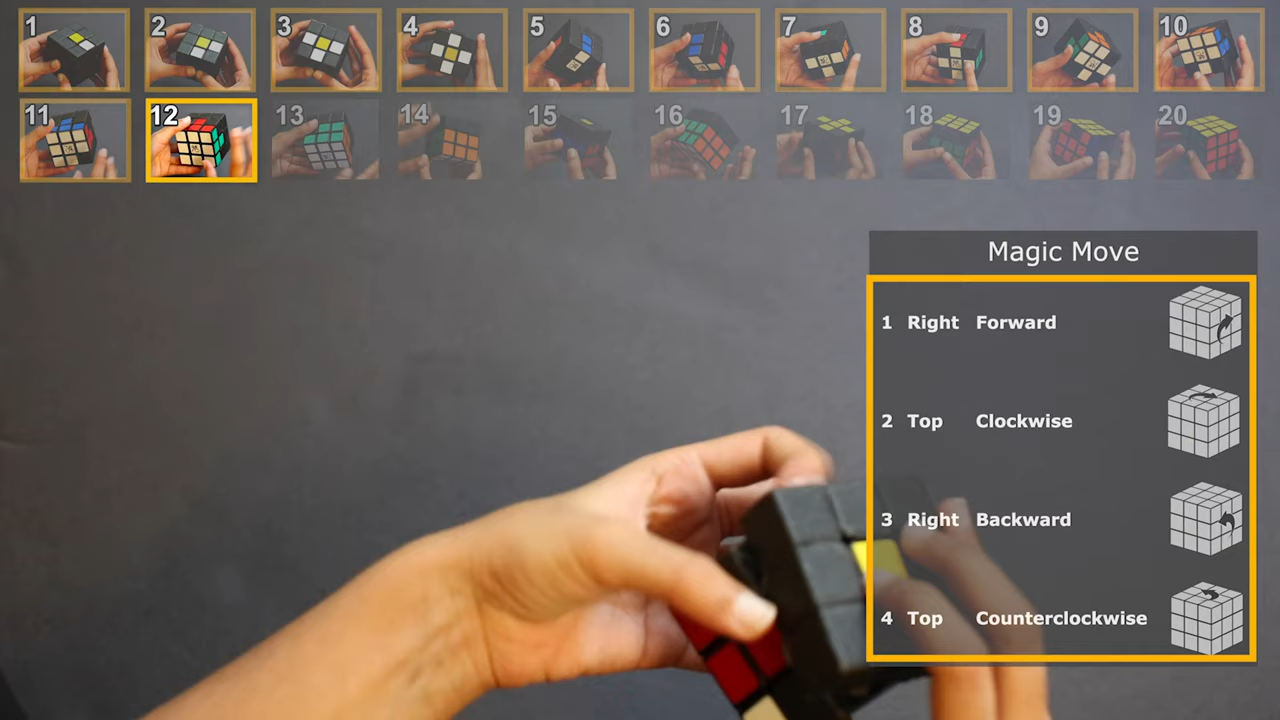 1 2 3 4 5 6 7 8 9 10
11 12 13 14 15 16 17 18 19 20
Magic Move
1 Right Forward
2 Top Clockwise
3 Right Backward
4 Top Counterclockwise